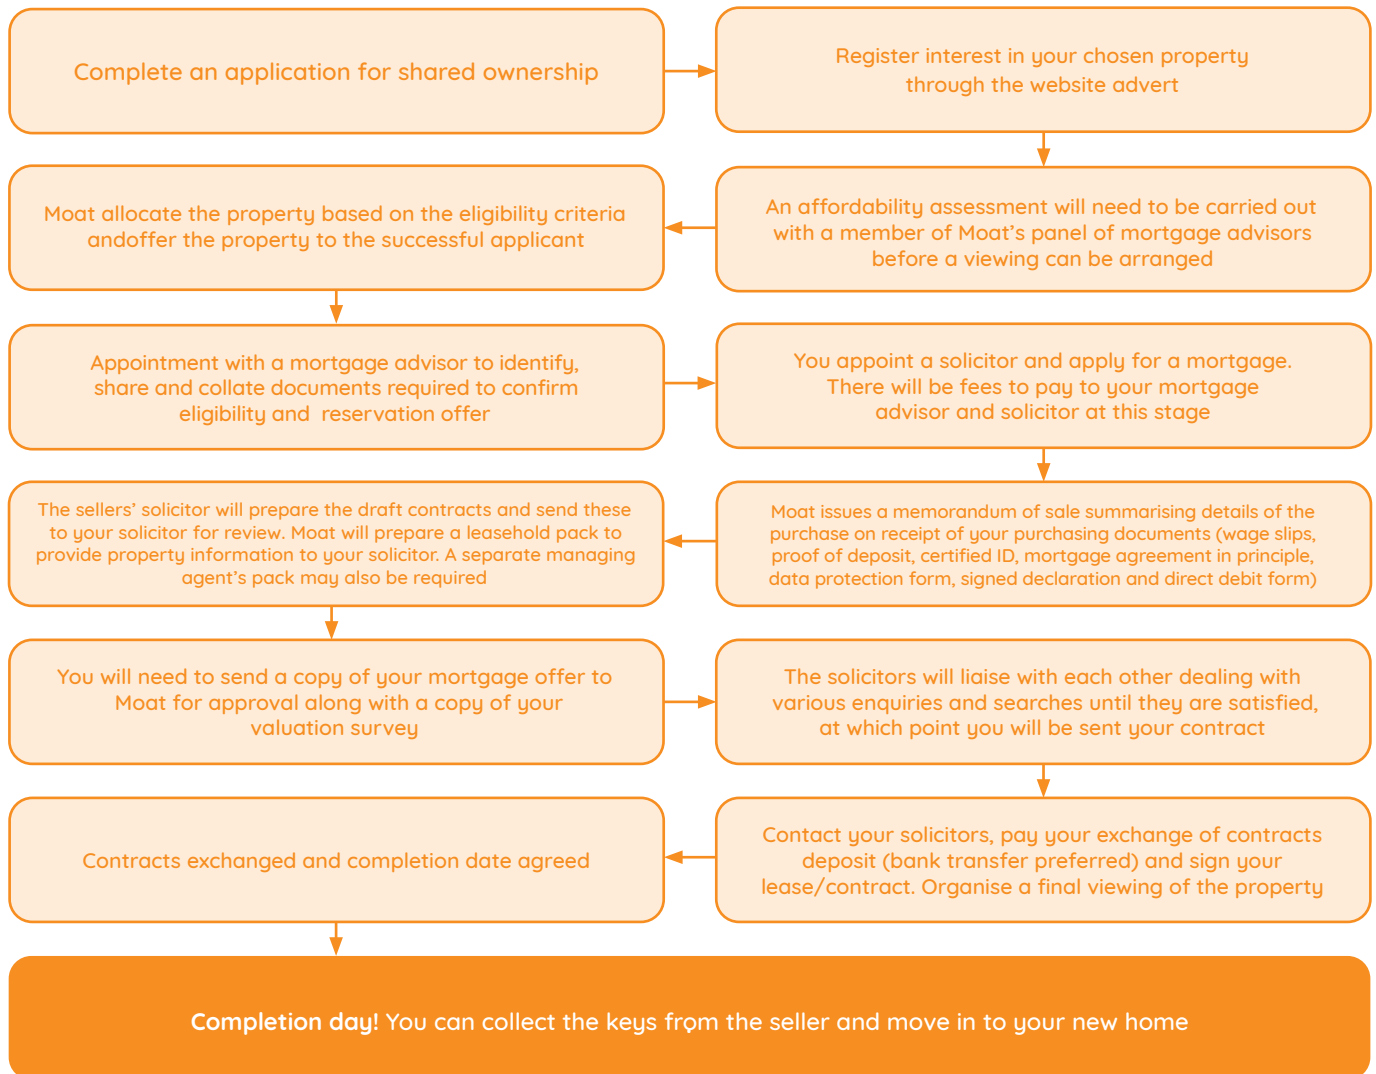 Complete an application for shared ownership
Register interest in your chosen property
through the website advert
An affordability assessment will need to be carried out
with a member of Moat’s panel of mortgage advisors
before a viewing can be arranged
Moat allocate the property based on the eligibility criteria
andoffer the property to the successful applicant
Appointment with a mortgage advisor to identify,
share and collate documents required to confirm
eligibility and  reservation offer
You appoint a solicitor and apply for a mortgage.
There will be fees to pay to your mortgage
advisor and solicitor at this stage
Moat issues a memorandum of sale summarising details of the
purchase on receipt of your purchasing documents (wage slips,
proof of deposit, certified ID, mortgage agreement in principle,
data protection form, signed declaration and direct debit form)
The sellers’ solicitor will prepare the draft contracts and send these
to your solicitor for review. Moat will prepare a leasehold pack to
provide property information to your solicitor. A separate managing
agent’s pack may also be required
You will need to send a copy of your mortgage offer to
Moat for approval along with a copy of your
valuation survey
The solicitors will liaise with each other dealing with
various enquiries and searches until they are satisfied,
at which point you will be sent your contract
Contact your solicitors, pay your exchange of contracts
deposit (bank transfer preferred) and sign your
lease/contract. Organise a final viewing of the property
Contracts exchanged and completion date agreed
Completion day! You can collect the keys from the seller and move in to your new home